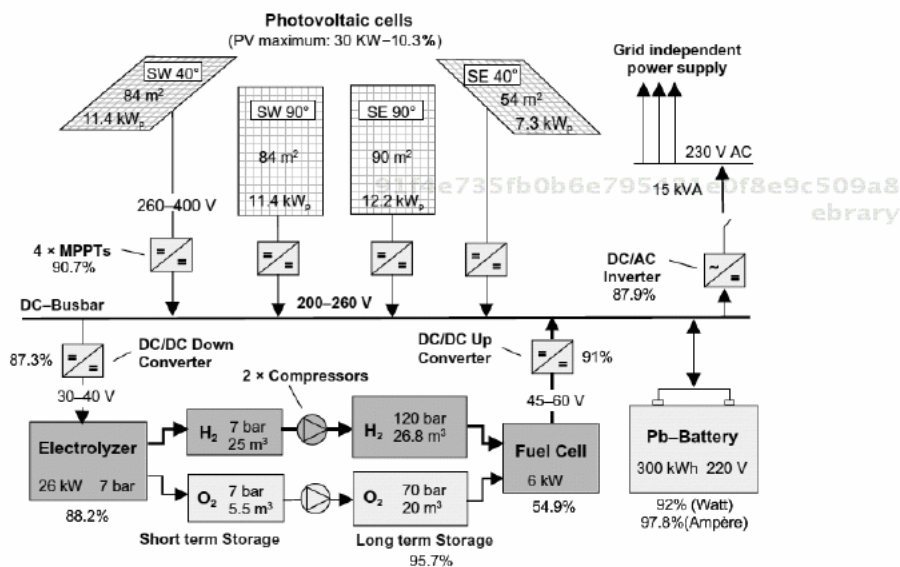 Photovoltaic cells
(PV maximum: 30 KW–10.3%)
SW 40°
84 m²
11.4 kWp
SW 90°
84 m²
11.4 kWp
SE 90°
90 m²
12.2 kWp
SE 40°
54 m²
7.3 kWp
Grid independent
power supply
230 V AC
15 kVA
ebrary
260–400 V
4 × MPPTs
90.7%
DC/AC
Inverter
87.9%
DC–Busbar
200–260 V
87.3%
DC/DC Down
Converter
DC/DC Up
Converter
91%
30–40 V
2 × Compressors
45–60 V
Electrolyzer
26 kW 7 bar
88.2%
H₂
7 bar
25 m³
H₂
120 bar
26.8 m³
O₂
7 bar
5.5 m³
O₂
70 bar
20 m³
Fuel Cell
6 kW
54.9%
Pb–Battery
300 kWh 220 V
92% (Watt)
97.8%(Ampère)
Short term Storage
Long term Storage
95.7%